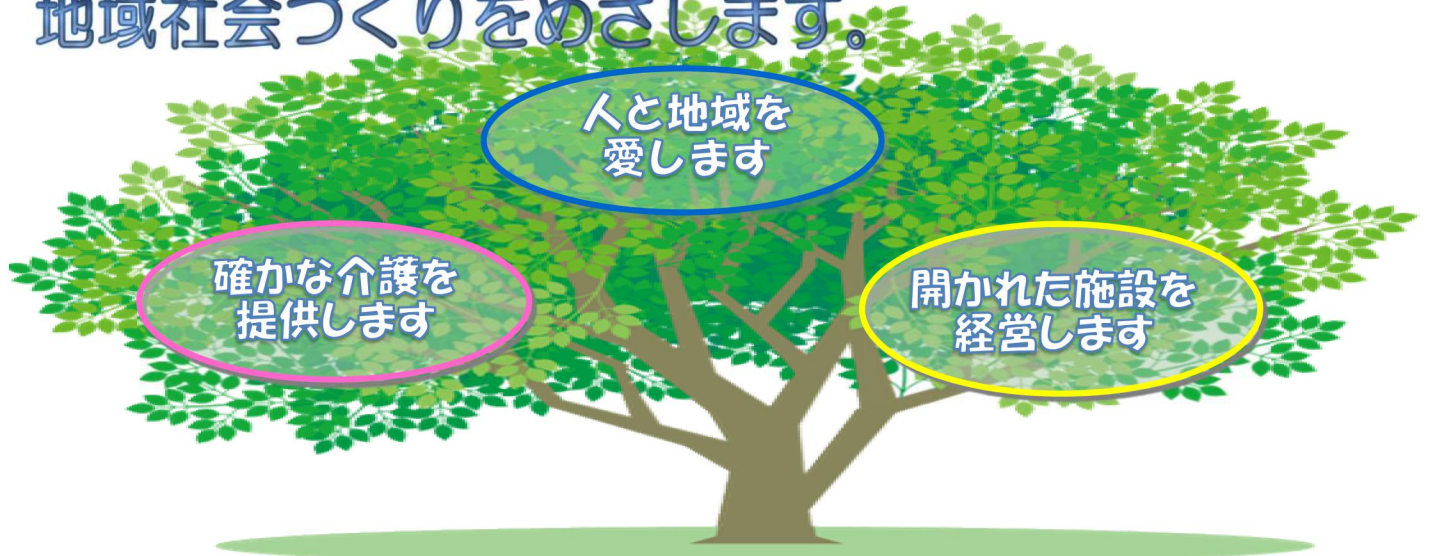 地域社会づくりをめざします。
人と地域を
愛します
確かな介護を
提供します
開かれた施設を
経営します